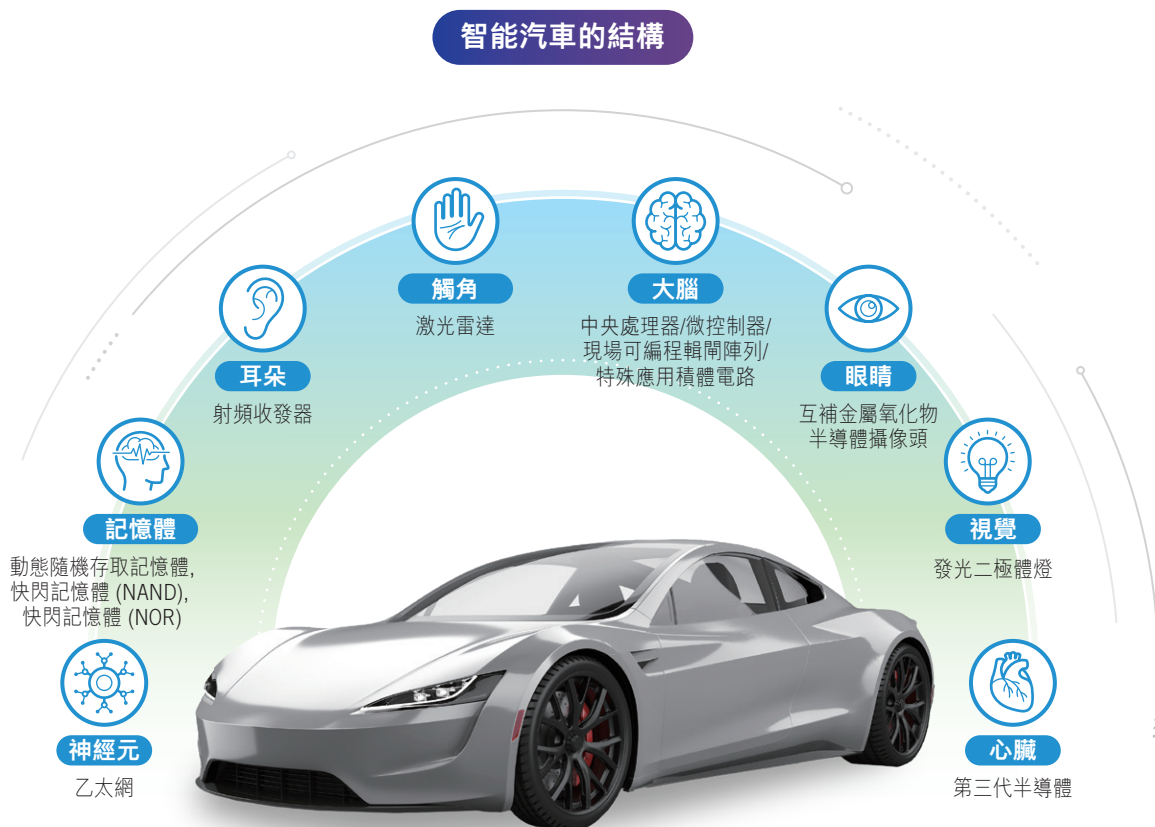 智能汽車的結構
神經元
乙太網
記憶體
動態隨機存取記憶體,
快閃記憶體 (NAND),
快閃記憶體 (NOR)
耳朵
射頻收發器
觸角
激光雷達
大腦
中央處理器/微控制器/
現場可編程輯閘陣列/
特殊應用積體電路
眼睛
互補金屬氧化物
半導體攝像頭
視覺
發光二極體燈
心臟
第三代半導體